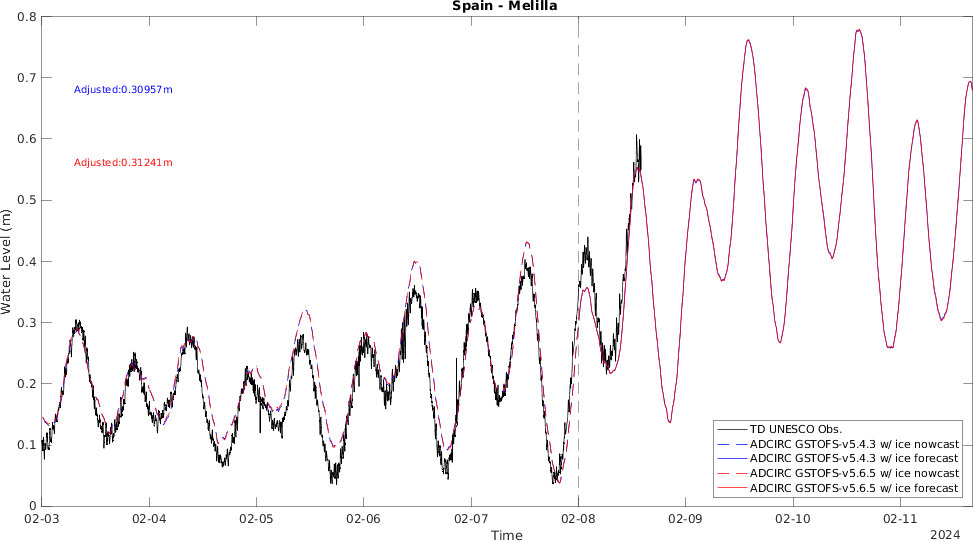 Spain - Melilla
0.8
0.7
0.6
0.5
0.4
0.3
0.2
0.1
0
Water Level (m)
Adjusted:0.30957m
Adjusted:0.31241m
TD UNESCO Obs.
ADCIRC GSTOFS-v5.4.3 w/ ice nowcast
ADCIRC GSTOFS-v5.4.3 w/ ice forecast
ADCIRC GSTOFS-v5.6.5 w/ ice nowcast
ADCIRC GSTOFS-v5.6.5 w/ ice forecast
02-03 02-04 02-05 02-06 02-07 02-08 02-09 02-10 02-11
Time
2024